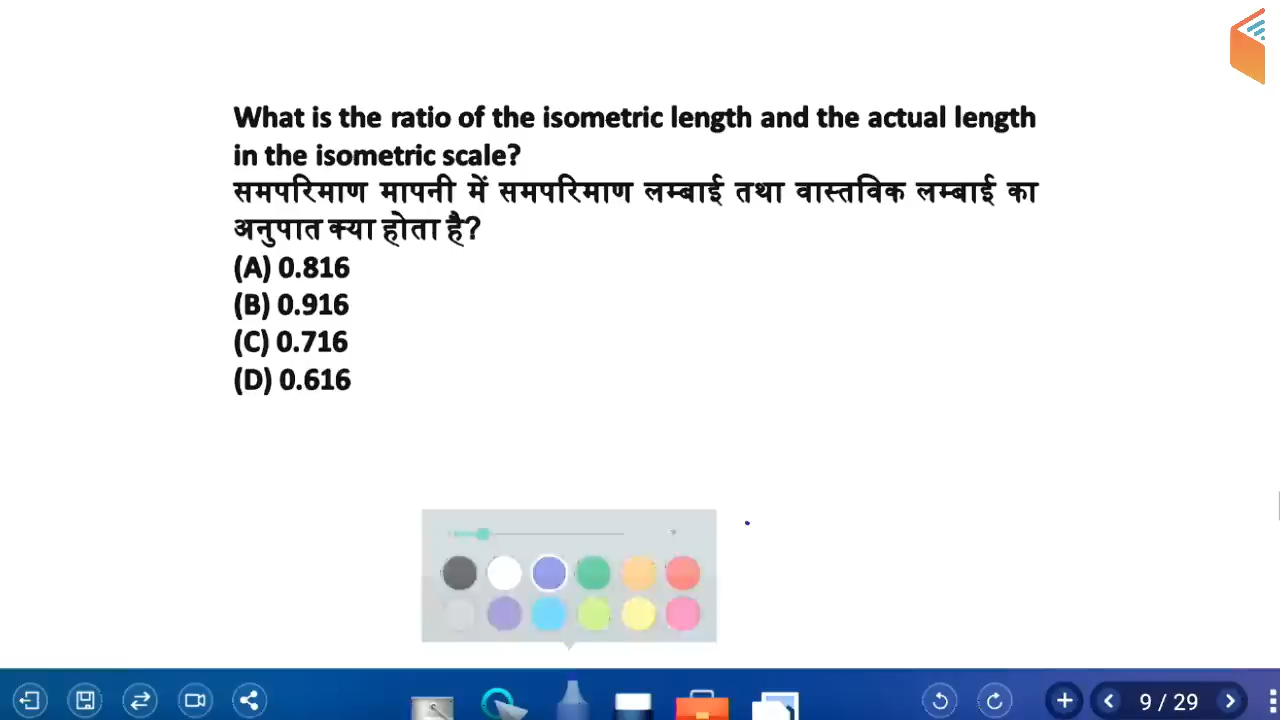 What is the ratio of the isometric length and the actual length
in the isometric scale?
समपरिमाण मापनी में समपरिमाण लम्बाई तथा वास्तविक लम्बाई का
अनुपात क्या होता है?
(A) 0.816
(B) 0.916
(C) 0.716
(D) 0.616
9 / 29